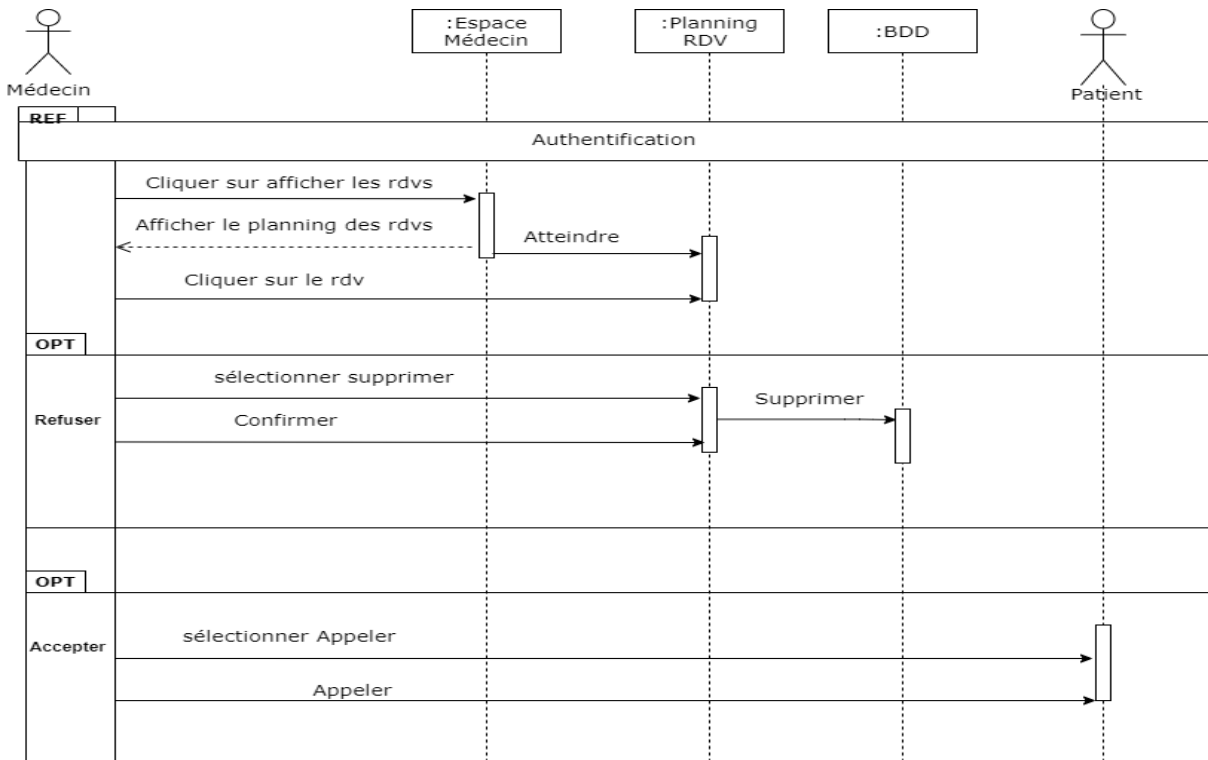 :Espace
Médecin
:Planning
RDV
:BDD
Médecin
Patient
REF
Authentification
Cliquer sur afficher les rdvs
Afficher le planning des rdvs
Atteindre
Cliquer sur le rdv
OPT
sélectionner supprimer
Supprimer
Refuser
Confirmer
OPT
sélectionner Appeler
Accepter
Appeler